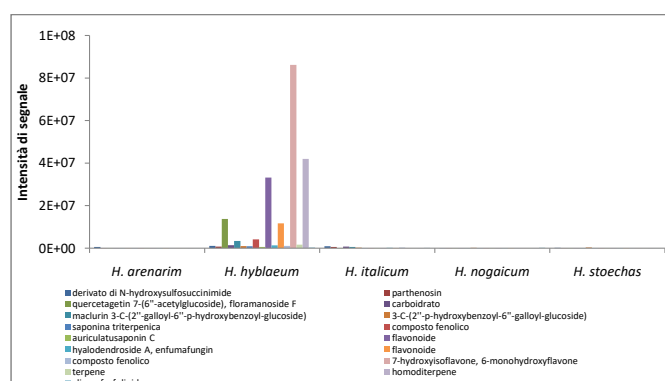 1E+08
8E+07
6E+07
4E+07
2E+07
0E+00
Intensità di segnale
H. arenarim H. hyblaeum H. italicum H. nogaicum H. stoechas
derivato di N-hydroxysulfosuccinimide parthenosin
quercetagetin 7-(6''-acetylglucoside), floramanoside F carboidrato
maclurin 3-C-(2''-galloyl-6''-p-hydroxybenzoyl-glucoside) 3-C-(2''-p-hydroxybenzoyl-6''-galloyl-glucoside)
saponina triterpenica composto fenolico
auriculatusaponin C flavonoide
hyalodendroside A, enfumafungin flavonoide
composto fenolico 7-hydroxyisoflavone, 6-monohydroxyflavone
terpene homoditerpene